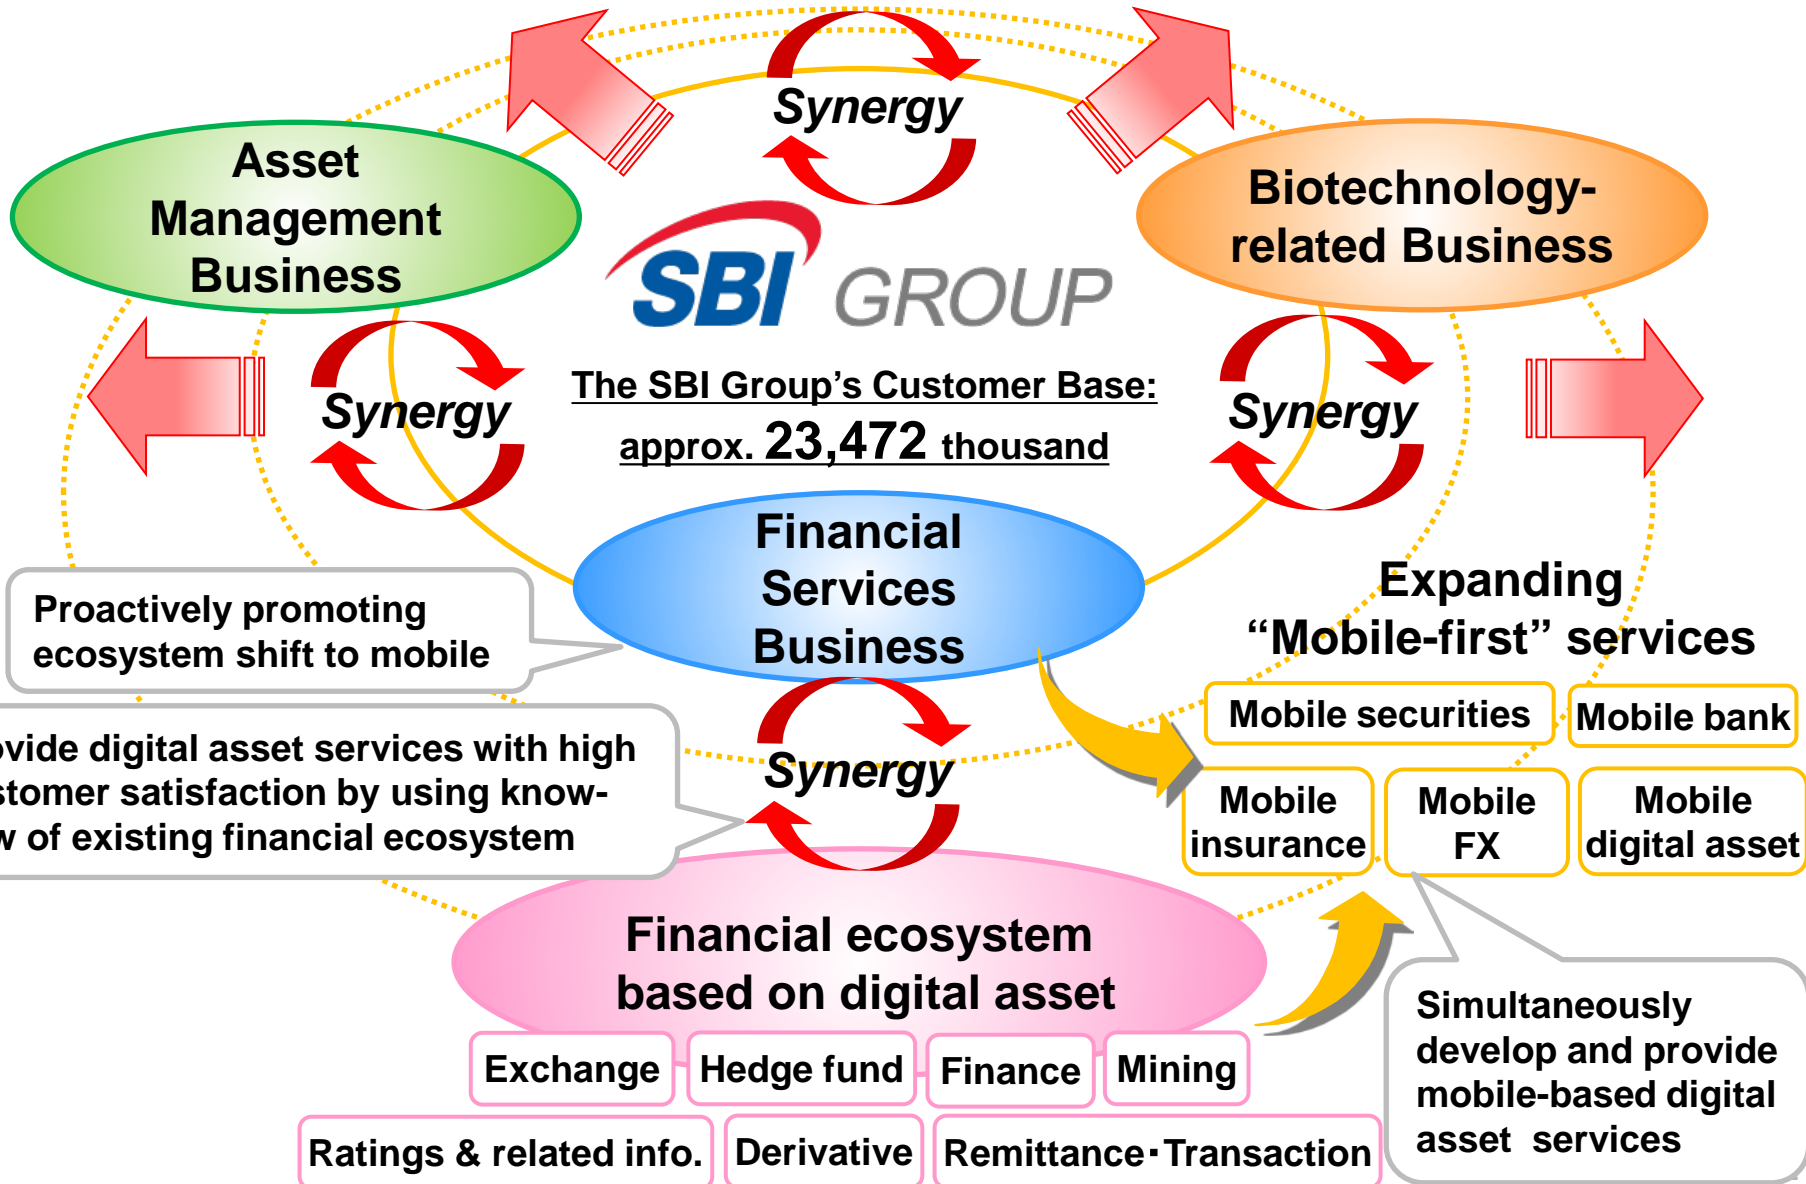 Synergy
Asset
Management
Business
Biotechnology-
related Business
SBI GROUP
Synergy
The SBI Group's Customer Base:
approx. 23,472 thousand
Synergy
Financial
Services
Business
Proactively promoting
ecosystem shift to mobile
Expanding
“Mobile-first” services
Mobile securities
Mobile bank
Mobile
insurance
Mobile
FX
Mobile
digital asset
Synergy
digital asset services with high
satisfaction by using know-
of existing financial ecosystem
Financial ecosystem
based on digital asset
Exchange
Hedge fund
Finance
Mining
Ratings & related info.
Derivative
Remittance・Transaction
Simultaneously
develop and provide
mobile-based digital
asset services